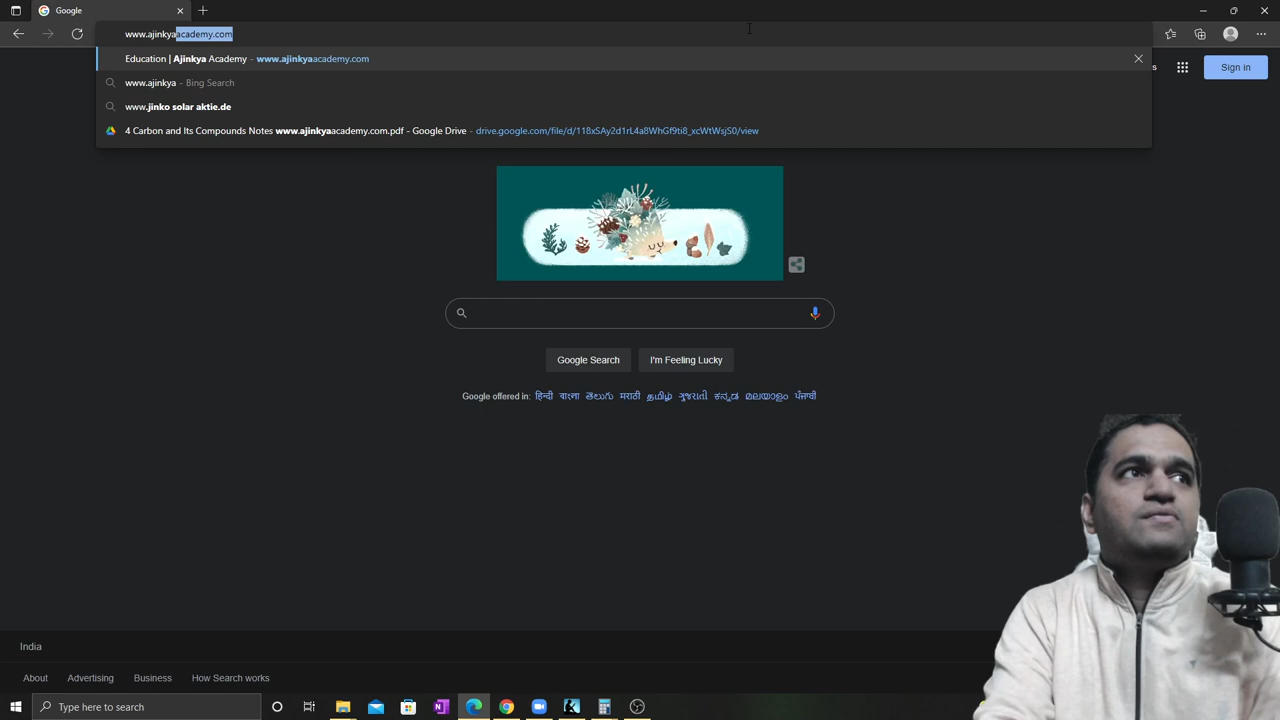 Google
www.ajinkyaacademy.com
Education | Ajinkya Academy - www.ajinkyaacademy.com
www.ajinkya - Bing Search
www.jinko solar aktie.de
4 Carbon and Its Compounds Notes www.ajinkyaacademy.com.pdf - Google Drive - drive.google.com/file/d/118xSAy2d1rL4a8WhGf9ti8_xcWtWsjS0/view
s
Sign in
Google Search
I'm Feeling Lucky
Google offered in: हिन्दी বাংলা తెలుగు मराठी தமிழ் ગુજરાતી ಕನ್ನಡ മലയാളം ਪੰਜਾਬੀ
India
About
Advertising
Business
How Search works
Type here to search